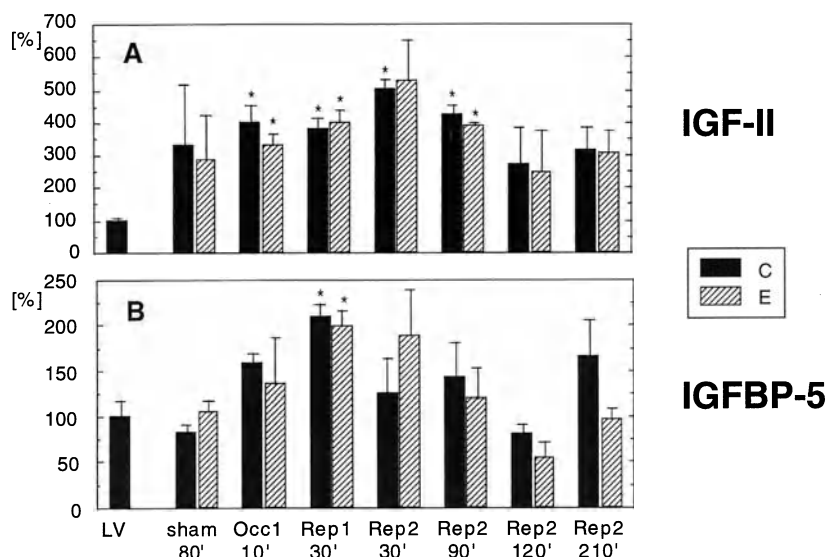 700
[%]
600
500
400
300
200
100
0
A
* * * * * * *
IGF-II
C
E
250
[%]
200
150
100
50
0
B
* *
IGFBP-5
LV sham Occ1 Rep1 Rep2 Rep2 Rep2 Rep2
80' 10' 30' 30' 90' 120' 210'